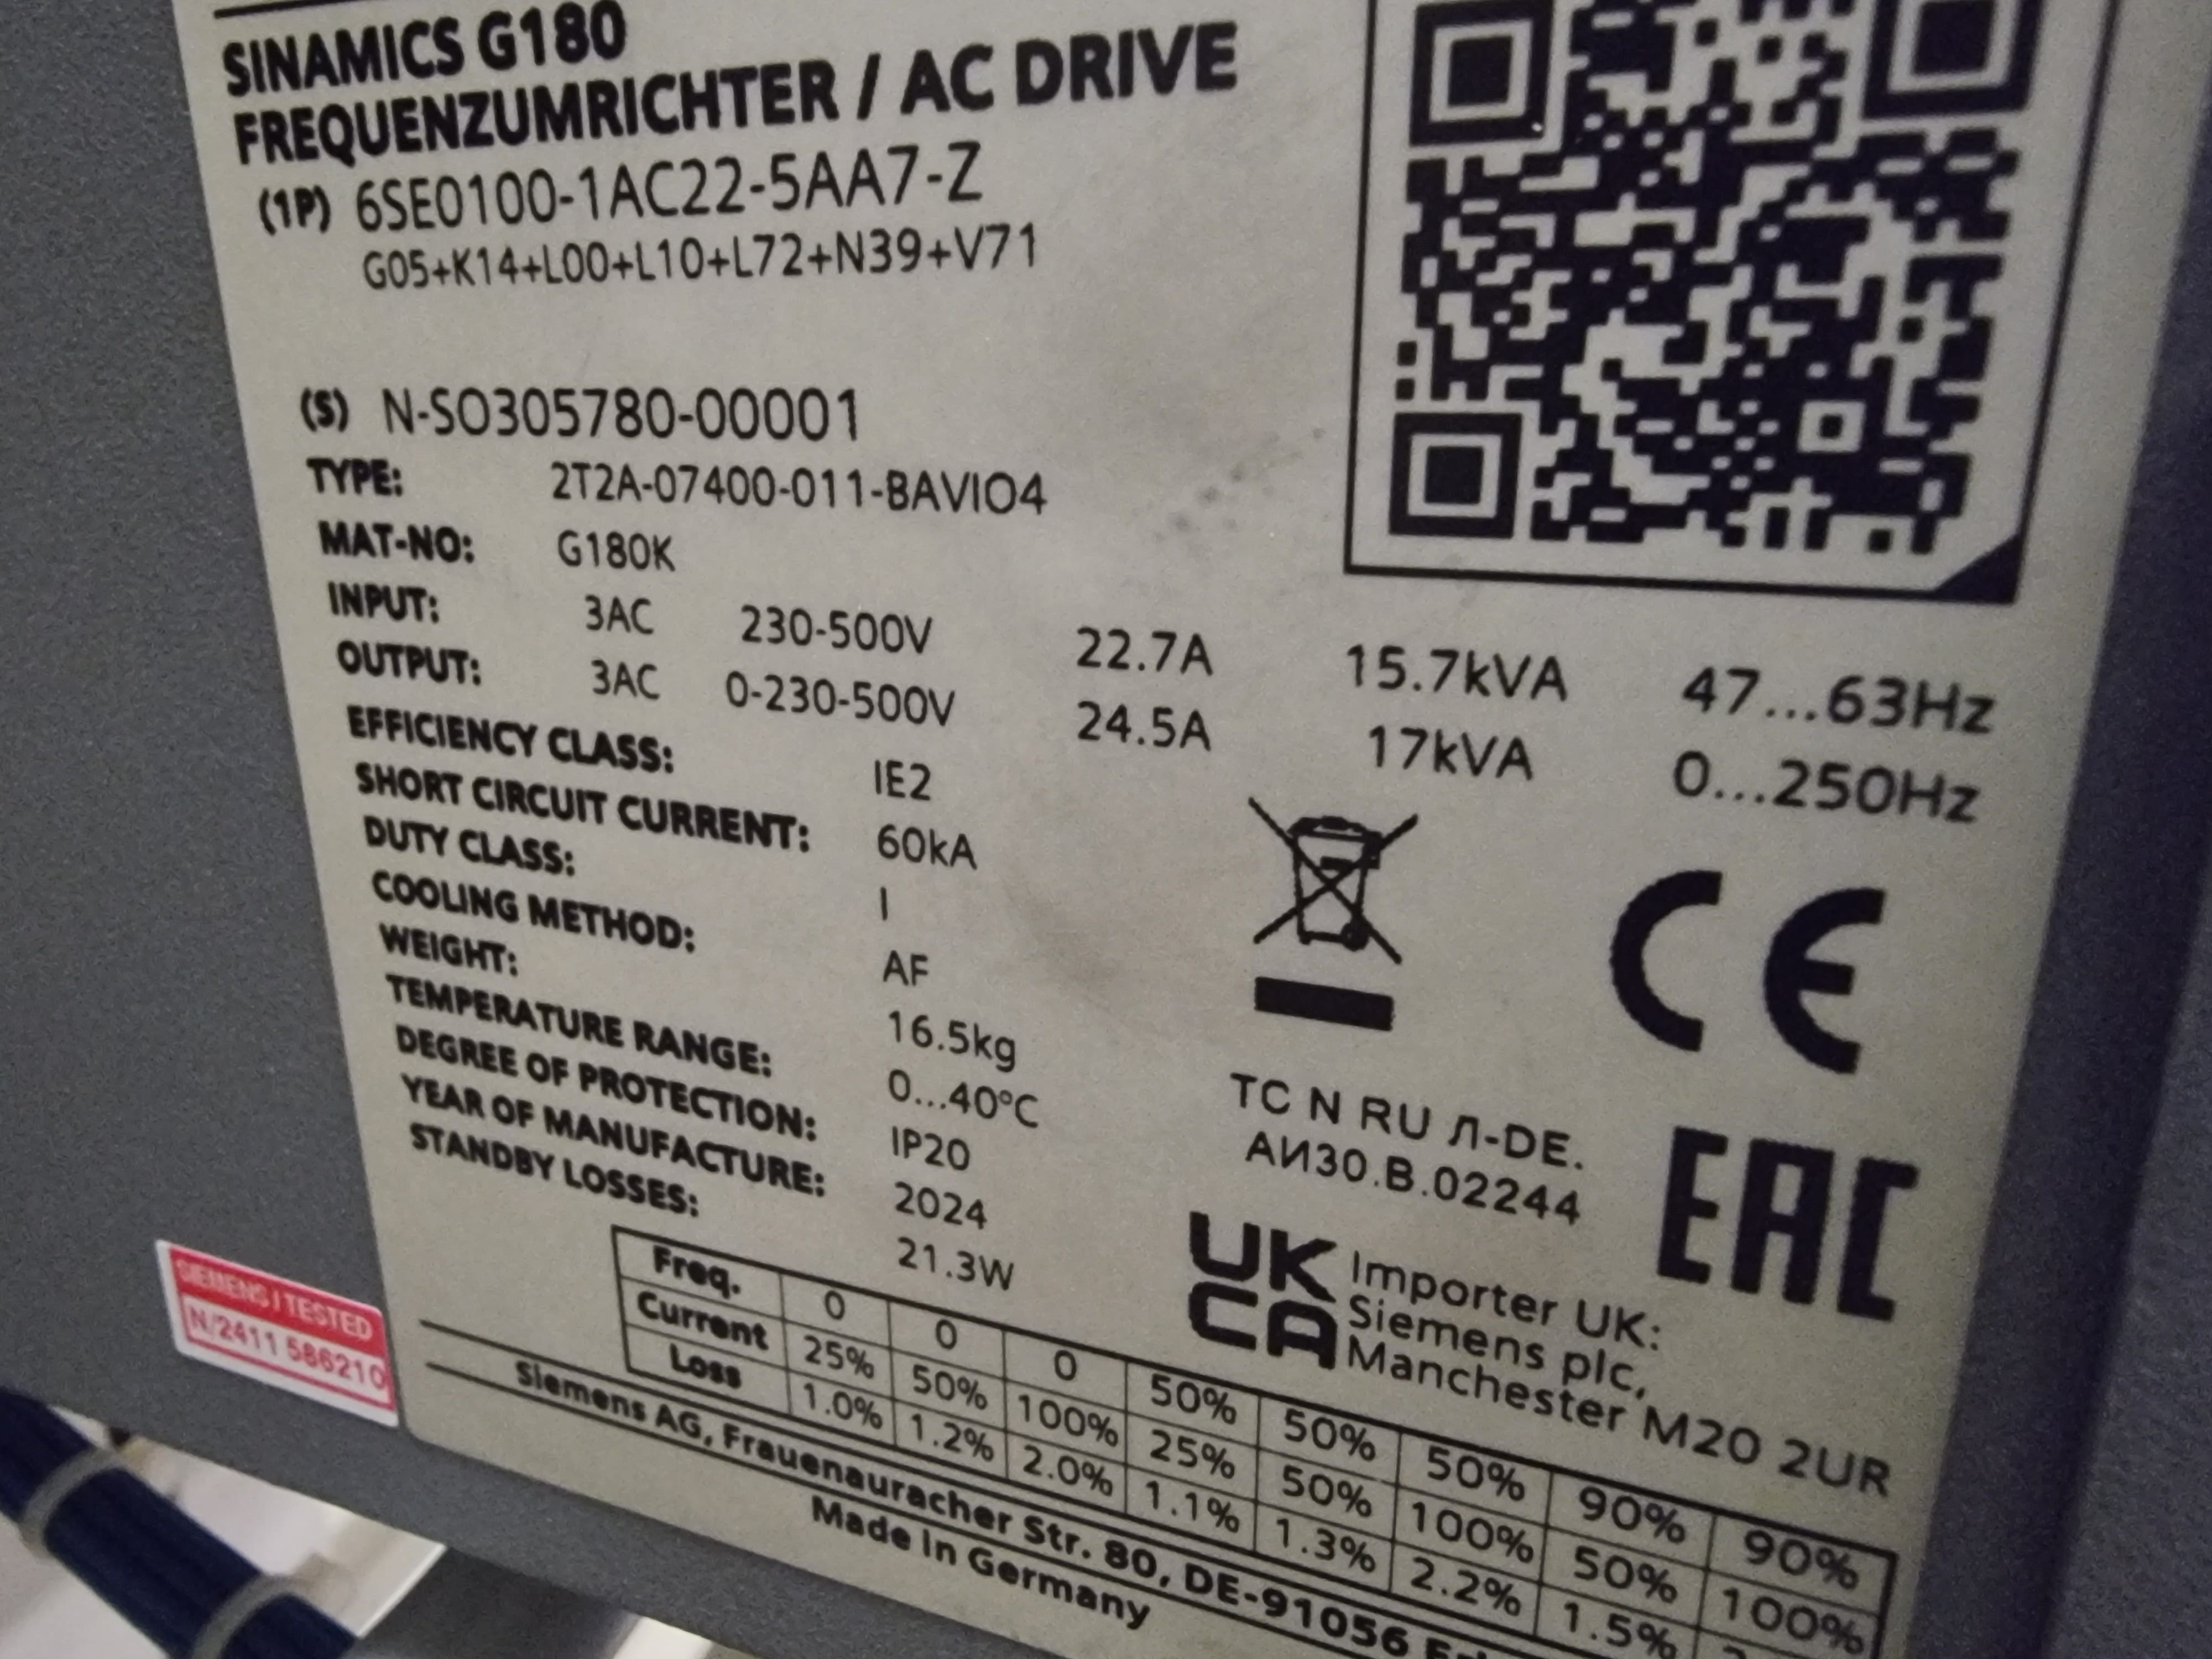 SINAMICS G180
FREQUENZUMRICHTER / AC DRIVE
(1P) 6SE0100-1AC22-5AA7-Z
G05+K14+L00+L10+L72+N39+V71
(S) N-SO305780-00001
TYPE: 2T2A-07400-011-BAVIO4
MAT-NO: G180K
INPUT: 3AC 230-500V 22.7A 15.7kVA 47...63Hz
OUTPUT: 3AC 0-230-500V 24.5A 17kVA 0...250Hz
EFFICIENCY CLASS: IE2
SHORT CIRCUIT CURRENT: 60kA
DUTY CLASS: I
COOLING METHOD: AF
WEIGHT: 16.5kg
TEMPERATURE RANGE: 0...40°C
DEGREE OF PROTECTION: IP20
YEAR OF MANUFACTURE: 2024
STANDBY LOSSES: 21.3W
CE
TC N RU Л-DE.
АИ30.B.02244
EAC
UK
CA
Importer UK:
Siemens plc,
Manchester M20 2UR
Freq. 0 0 0 50% 50% 50% 90% 90%
Current 25% 50% 100% 25% 50% 100% 50% 100%
Loss 1.0% 1.2% 2.0% 1.1% 1.3% 2.2% 1.5%
Siemens AG, Frauenauracher Str. 80, DE-91056
Made in Germany
SIEMENS / TESTED
N/2411 586210